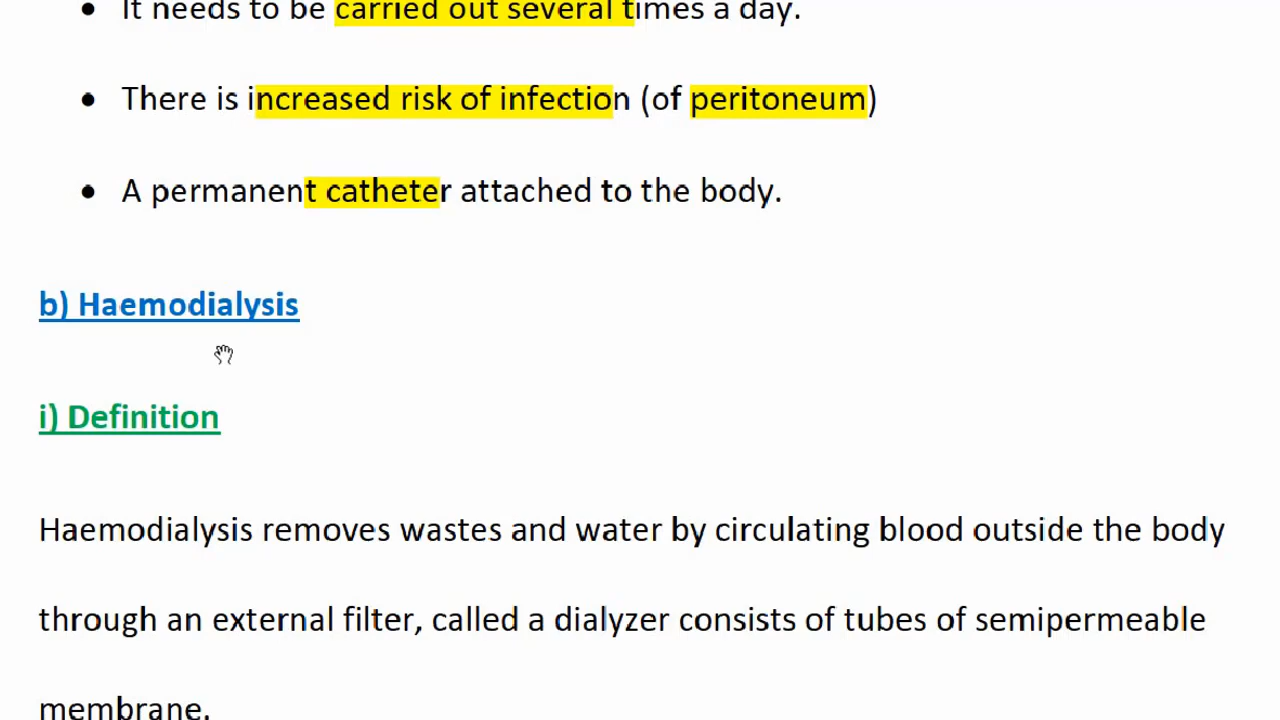 • It needs to be carried out several times a day.
• There is increased risk of infection (of peritoneum)
• A permanent catheter attached to the body.
b) Haemodialysis
i) Definition
Haemodialysis removes wastes and water by circulating blood outside the body
through an external filter, called a dialyzer consists of tubes of semipermeable
membrane.